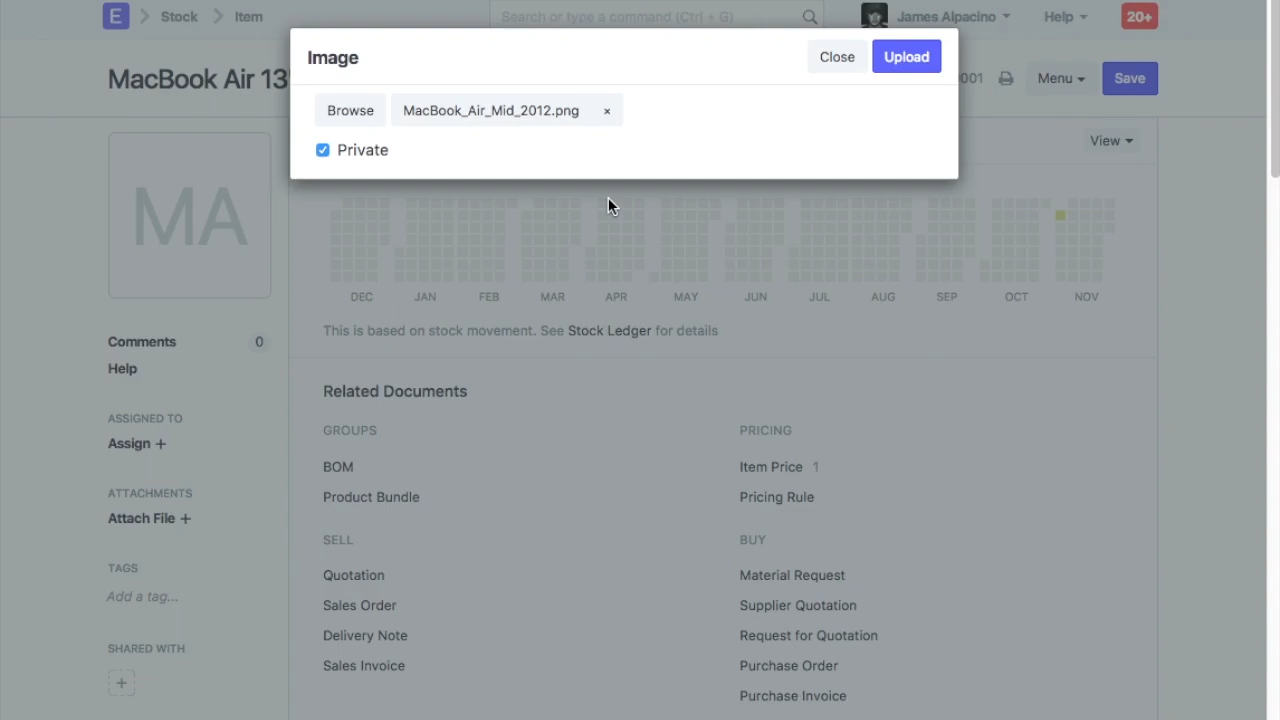 E Stock Item Search or type a command (Ctrl + G) James Alpacino Help 20+
Image Close Upload
MacBook Air 13 001 Menu Save
Browse MacBook_Air_Mid_2012.png ×
Private
View
MA
DEC JAN FEB MAR APR MAY JUN JUL AUG SEP OCT NOV
This is based on stock movement. See Stock Ledger for details
Comments 0
Help
Related Documents
ASSIGNED TO
Assign +
GROUPS PRICING
BOM Item Price 1
Product Bundle Pricing Rule
ATTACHMENTS
Attach File +
SELL BUY
TAGS
Add a tag...
Quotation Material Request
Sales Order Supplier Quotation
Delivery Note Request for Quotation
SHARED WITH
+
Sales Invoice Purchase Order
Purchase Invoice